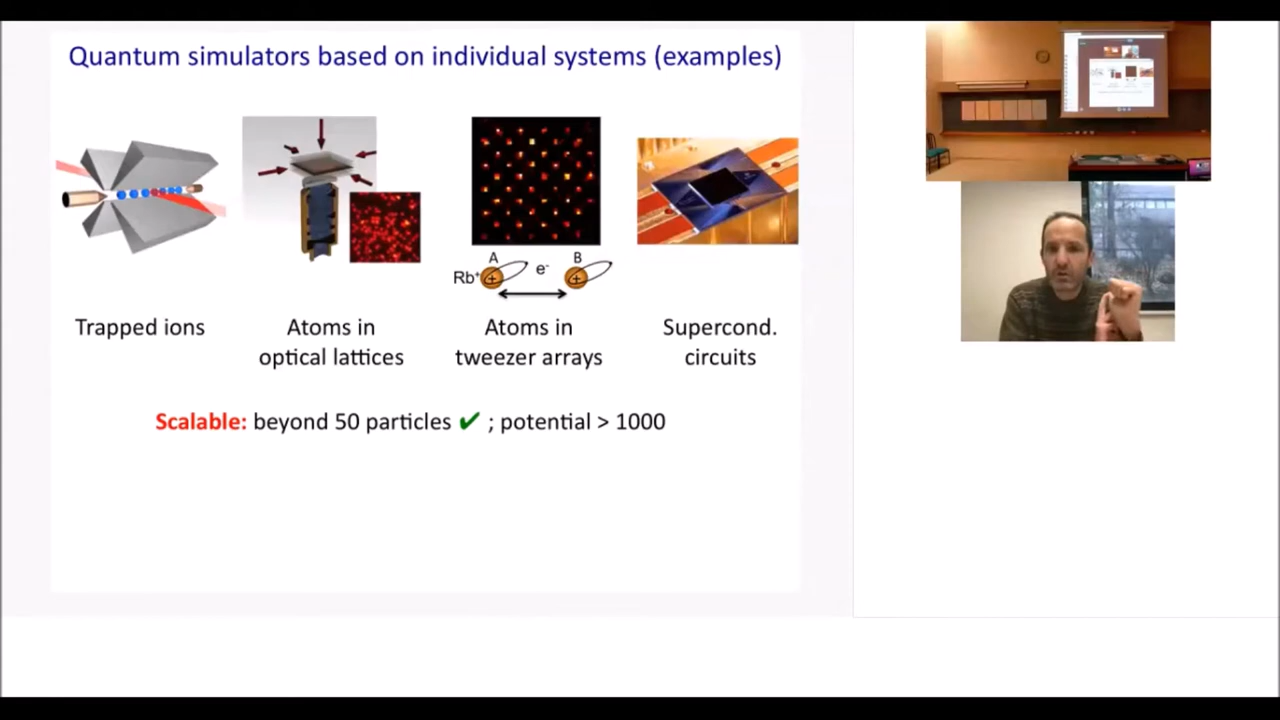 Quantum simulators based on individual systems (examples)
A
B
Rb⁺
e⁻
+
+
Trapped ions
Atoms in
optical lattices
Atoms in
tweezer arrays
Supercond.
circuits
Scalable: beyond 50 particles ✔ ; potential > 1000